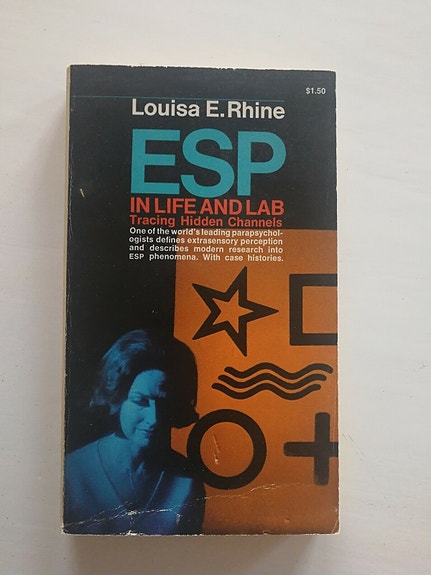 $1.50
Louisa E. Rhine
ESP
IN LIFE AND LAB
Tracing Hidden Channels
One of the world's leading parapsychol-
ogists defines extrasensory perception
and describes modern research into
ESP phenomena. With case histories.